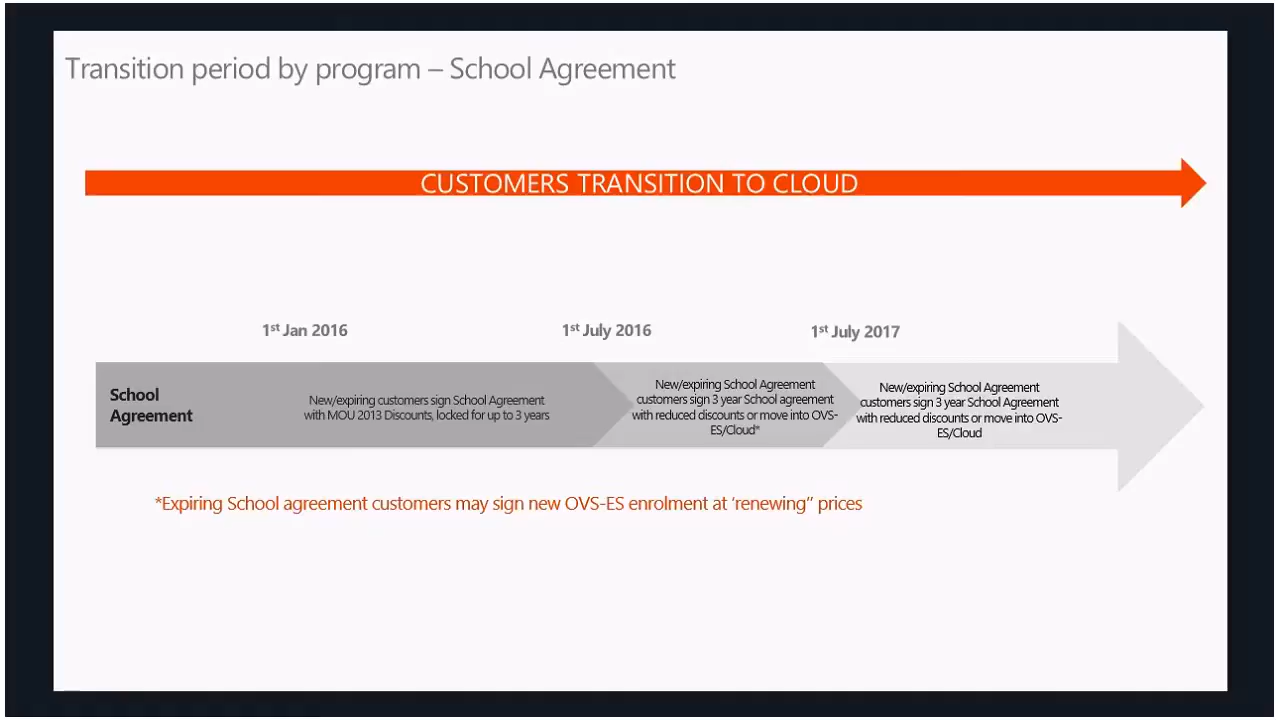 Transition period by program – School Agreement
CUSTOMERS TRANSITION TO CLOUD
1st Jan 2016
1st July 2016
1st July 2017
School
Agreement
New/expiring customers sign School Agreement
with MOU 2013 Discounts, locked for up to 3 years
New/expiring School Agreement
customers sign 3 year School agreement
with reduced discounts or move into OVS-
ES/Cloud*
New/expiring School Agreement
customers sign 3 year School Agreement
with reduced discounts or move into OVS-
ES/Cloud
*Expiring School agreement customers may sign new OVS-ES enrolment at ‘renewing” prices